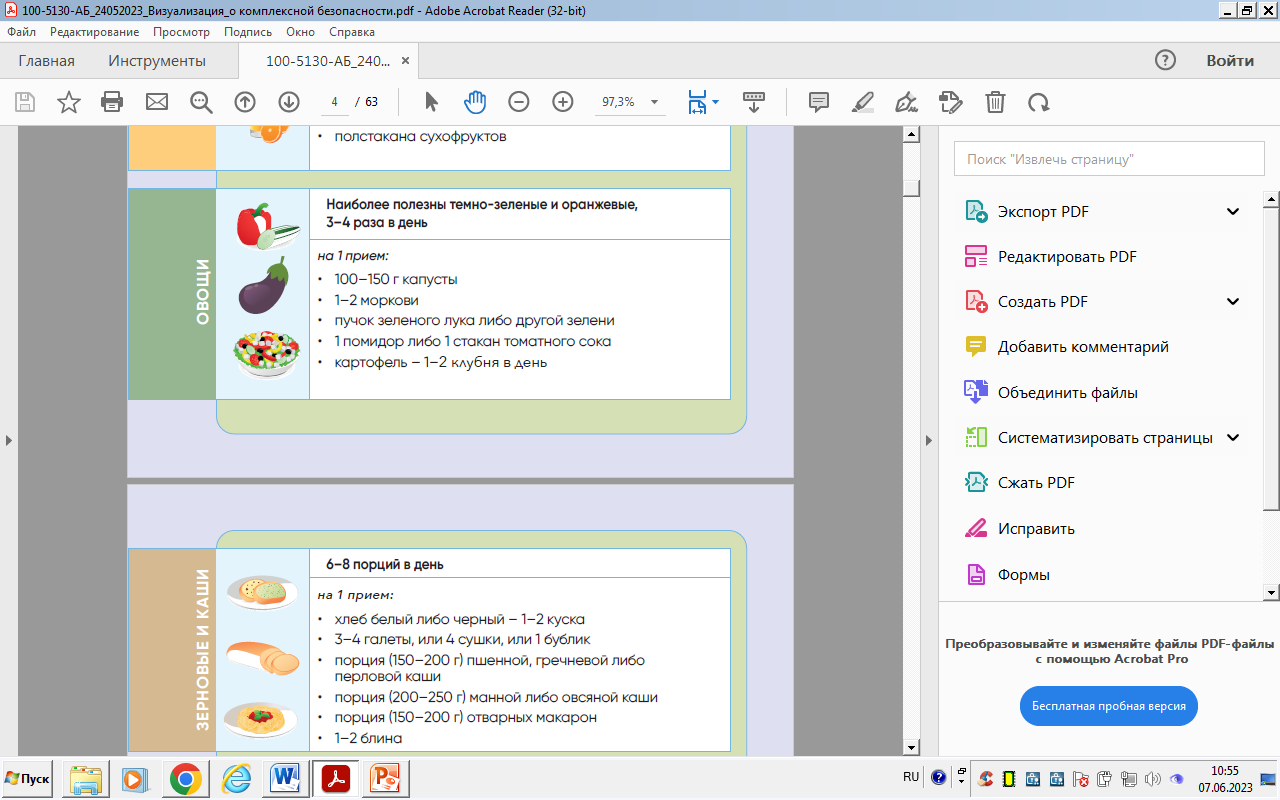 100-5130-АБ_24052023_Визуализация_о комплексной безопасности.pdf - Adobe Acrobat Reader (32-bit)
Файл Редактирование Просмотр Подпись Окно Справка
Главная Инструменты 100-5130-АБ_240... × ? Войти
4 / 63 97,3%
• полстакана сухофруктов
ОВОЩИ
Наиболее полезны темно-зеленые и оранжевые,
3–4 раза в день
на 1 прием:
• 100–150 г капусты
• 1–2 моркови
• пучок зеленого лука либо другой зелени
• 1 помидор либо 1 стакан томатного сока
• картофель – 1–2 клубня в день
ЗЕРНОВЫЕ И КАШИ
6–8 порций в день
на 1 прием:
• хлеб белый либо черный – 1–2 куска
• 3–4 галеты, или 4 сушки, или 1 бублик
• порция (150–200 г) пшенной, гречневой либо
перловой каши
• порция (200–250 г) манной либо овсяной каши
• порция (150–200 г) отварных макарон
• 1–2 блина
Поиск "Извлечь страницу"
Экспорт PDF
Редактировать PDF
Создать PDF
Добавить комментарий
Объединить файлы
Систематизировать страницы
Сжать PDF
Исправить
Формы
Преобразовывайте и изменяйте файлы PDF-файлы
с помощью Acrobat Pro
Бесплатная пробная версия
Пуск
RU
10:55
07.06.2023